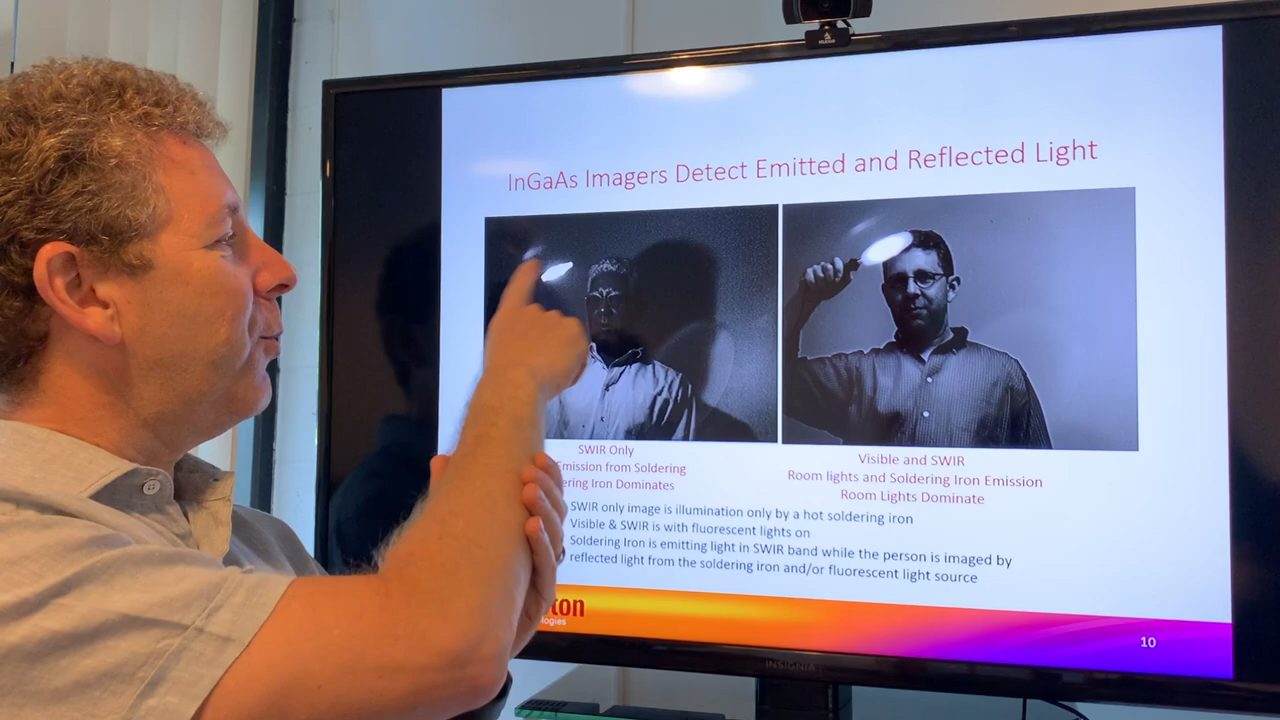 InGaAs Imagers Detect Emitted and Reflected Light
SWIR Only
Emission from Soldering
Dominates
Visible and SWIR
Room lights and Soldering Iron Emission
Room Lights Dominate
SWIR only image is illumination only by a hot soldering iron
Visible & SWIR is with fluorescent lights on
Soldering Iron is emitting light in SWIR band while the person is imaged by
reflected light from the soldering iron and/or fluorescent light source
10
INSIGNIA